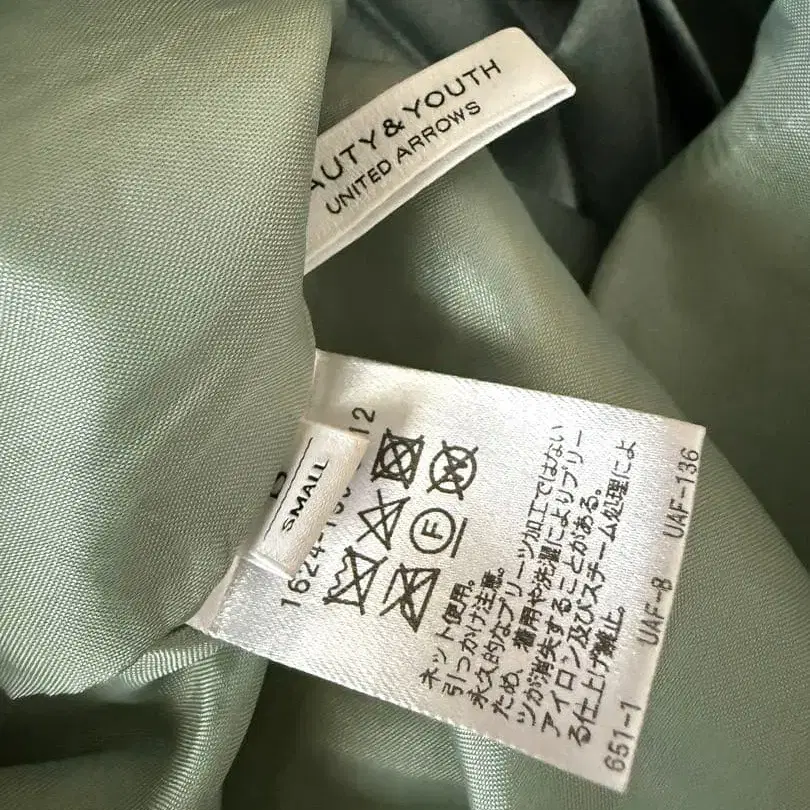 AUTY&YOUTH
UNITED ARROWS
SMALL
12
1624-1
F
ネット使用。
引っかけ注意。
永久的なプリーツ加工ではない
ため、着用や洗濯によりプリー
ツが消失することがある。
アイロン及びスチーム処理によ
る仕上げ禁止。
651-1 UAF-8 UAF-136